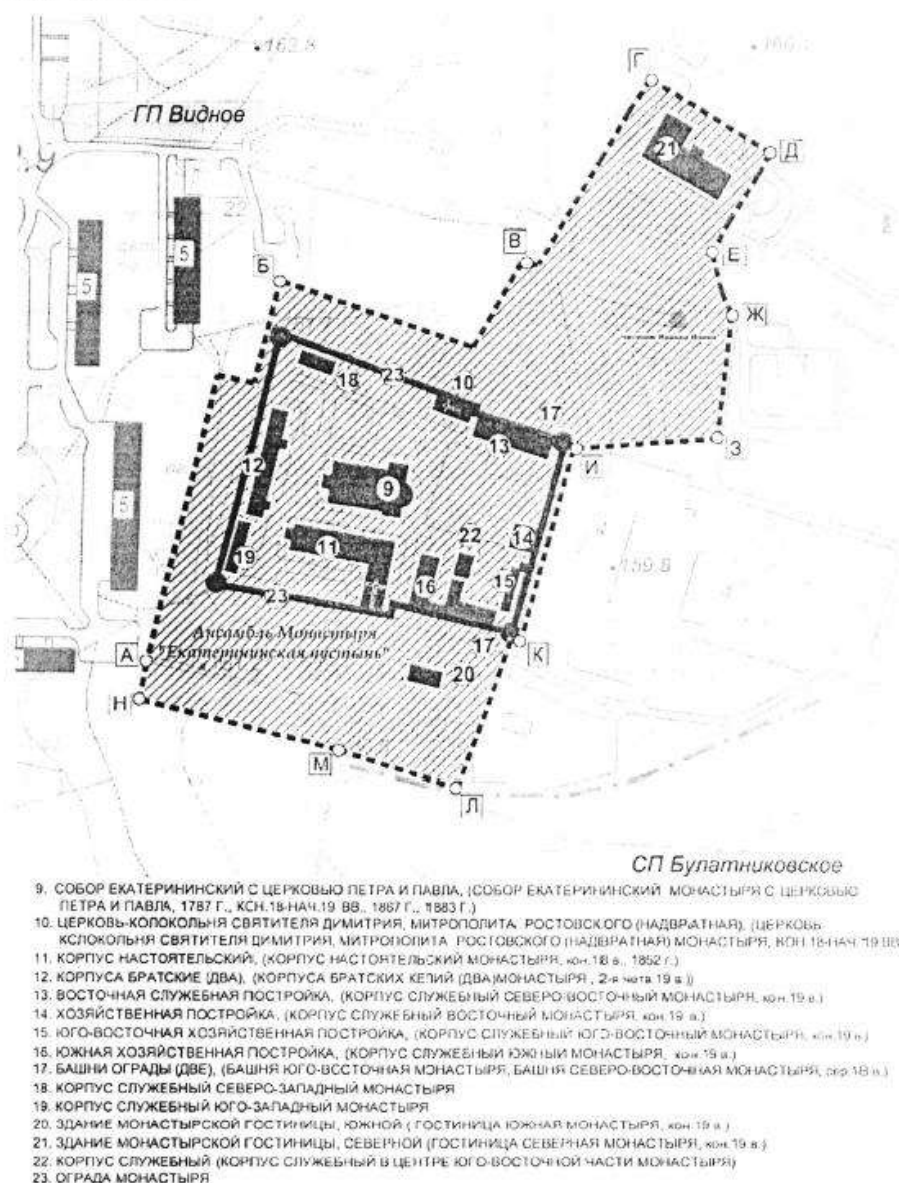 163.8
166.
Г
ГП Видное
21
Д
22
В
Е
5
5
Б
Ж
18
23
10
17
13
З
И
12
9
5
22
14
11
159.8
19
16
15
23
Ансамбль Монастыря
17
А
"Екатерининская пустынь"
К
20
Н
М
Л
СП Булатниковское
9. СОБОР ЕКАТЕРИНИНСКИЙ С ЦЕРКОВЬЮ ПЕТРА И ПАВЛА, (СОБОР ЕКАТЕРИНИНСКИЙ МОНАСТЫРЯ С ЦЕРКОВЬЮ
ПЕТРА И ПАВЛА, 1787 Г., КСН.18-НАЧ.19 ВВ., 1867 Г., 1883 Г.)
10. ЦЕРКОВЬ-КОЛОКОЛЬНЯ СВЯТИТЕЛЯ ДИМИТРИЯ, МИТРОПОЛИТА РОСТОВСКОГО (НАДВРАТНАЯ), (ЦЕРКОВЬ-
КСЛОКОЛЬНЯ СВЯТИТЕЛЯ ДИМИТРИЯ, МИТРОПОЛИТА РОСТОВСКОГО (НАДВРАТНАЯ) МОНАСТЫРЯ, КОН.18-НАЧ.19 ВВ
11. КОРПУС НАСТОЯТЕЛЬСКИЙ, (КОРПУС НАСТОЯТЕЛЬСКИЙ МОНАСТЫРЯ, кон.18 в., 1852 г.)
12. КОРПУСА БРАТСКИЕ (ДВА), (КОРПУСА БРАТСКИХ КЕЛИЙ (ДВА)МОНАСТЫРЯ , 2-я четв.19 в.))
13. ВОСТОЧНАЯ СЛУЖЕБНАЯ ПОСТРОЙКА, (КОРПУС СЛУЖЕБНЫЙ СЕВЕРО-ВОСТОЧНЫЙ МОНАСТЫРЯ, кон.19 в.)
14. ХОЗЯЙСТВЕННАЯ ПОСТРОЙКА, (КОРПУС СЛУЖЕБНЫЙ ВОСТОЧНЫЙ МОНАСТЫРЯ, кон.19 в.)
15. ЮГО-ВОСТОЧНАЯ ХОЗЯЙСТВЕННАЯ ПОСТРОЙКА, (КОРПУС СЛУЖЕБНЫЙ ЮГО-ВОСТОЧНЫЙ МОНАСТЫРЯ, кон.19 в.)
16. ЮЖНАЯ ХОЗЯЙСТВЕННАЯ ПОСТРОЙКА, (КОРПУС СЛУЖЕБНЫЙ ЮЖНЫЙ МОНАСТЫРЯ, кон.19 в.)
17. БАШНИ ОГРАДЫ (ДВЕ), (БАШНЯ ЮГО-ВОСТОЧНАЯ МОНАСТЫРЯ, БАШНЯ СЕВЕРО-ВОСТОЧНАЯ МОНАСТЫРЯ, сер.18 в.)
18. КОРПУС СЛУЖЕБНЫЙ СЕВЕРО-ЗАПАДНЫЙ МОНАСТЫРЯ
19. КОРПУС СЛУЖЕБНЫЙ ЮГО-ЗАПАДНЫЙ МОНАСТЫРЯ
20. ЗДАНИЕ МОНАСТЫРСКОЙ ГОСТИНИЦЫ, ЮЖНОЙ ( ГОСТИНИЦА ЮЖНАЯ МОНАСТЫРЯ, кон.19 в.)
21. ЗДАНИЕ МОНАСТЫРСКОЙ ГОСТИНИЦЫ, СЕВЕРНОЙ (ГОСТИНИЦА СЕВЕРНАЯ МОНАСТЫРЯ, кон.19 в.)
22. КОРПУС СЛУЖЕБНЫЙ (КОРПУС СЛУЖЕБНЫЙ В ЦЕНТРЕ ЮГО-ВОСТОЧНОЙ ЧАСТИ МОНАСТЫРЯ)
23. ОГРАДА МОНАСТЫРЯ